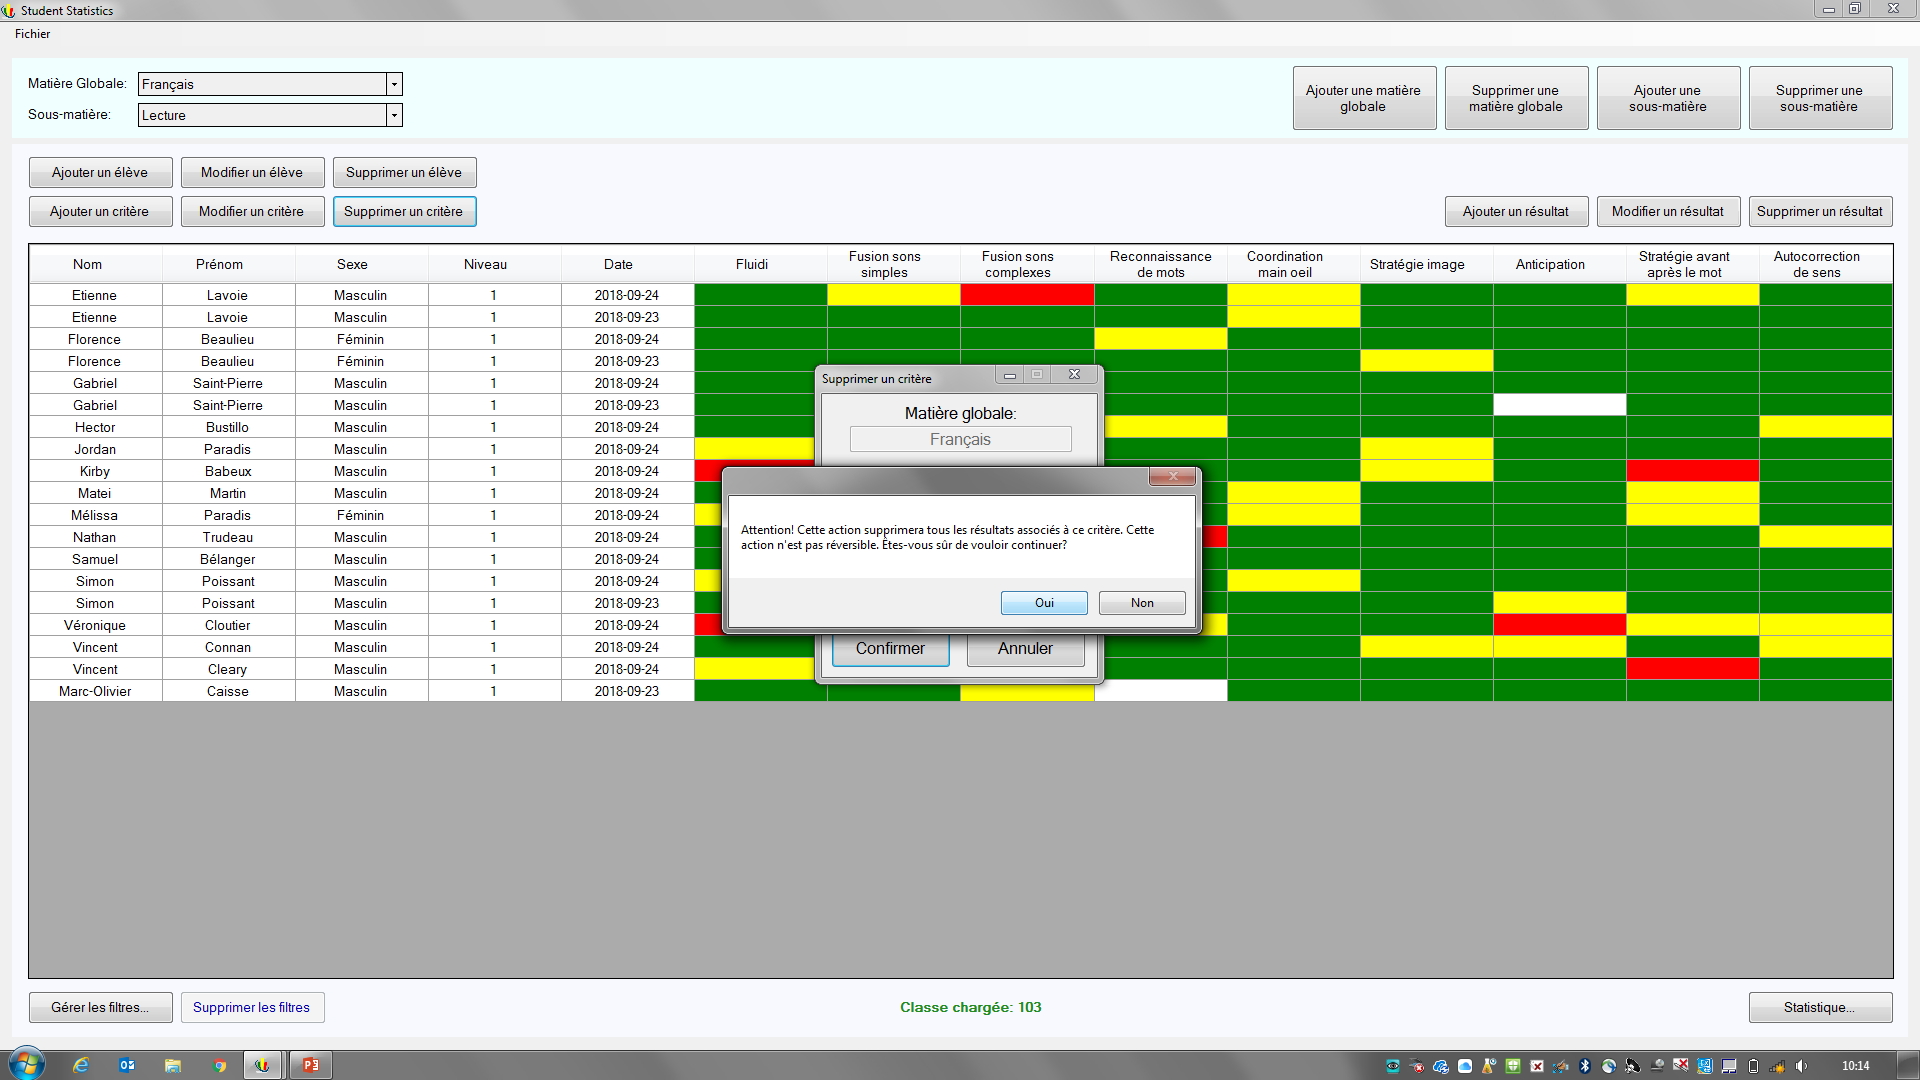 Student Statistics
Fichier
Matière Globale: Français
Sous-matière: Lecture
Ajouter une matière
globale
Supprimer une
matière globale
Ajouter une
sous-matière
Supprimer une
sous-matière
Ajouter un élève Modifier un élève Supprimer un élève
Ajouter un critère Modifier un critère Supprimer un critère Ajouter un résultat Modifier un résultat Supprimer un résultat
Nom Prénom Sexe Niveau Date Fluidi
Fusion sons
simples
Fusion sons
complexes
Reconnaissance
de mots
Coordination
main oeil
Stratégie image Anticipation
Stratégie avant
après le mot
Autocorrection
de sens
Etienne Lavoie Masculin 1 2018-09-24
Etienne Lavoie Masculin 1 2018-09-23
Florence Beaulieu Féminin 1 2018-09-24
Florence Beaulieu Féminin 1 2018-09-23
Gabriel Saint-Pierre Masculin 1 2018-09-24
Gabriel Saint-Pierre Masculin 1 2018-09-23
Hector Bustillo Masculin 1 2018-09-24
Jordan Paradis Masculin 1 2018-09-24
Kirby Babeux Masculin 1 2018-09-24
Matei Martin Masculin 1 2018-09-24
Mélissa Paradis Féminin 1 2018-09-24
Nathan Trudeau Masculin 1 2018-09-24
Samuel Bélanger Masculin 1 2018-09-24
Simon Poissant Masculin 1 2018-09-24
Simon Poissant Masculin 1 2018-09-23
Véronique Cloutier Masculin 1 2018-09-24
Vincent Connan Masculin 1 2018-09-24
Vincent Cleary Masculin 1 2018-09-24
Marc-Olivier Caisse Masculin 1 2018-09-23
Supprimer un critère
Matière globale:
Français
Attention! Cette action supprimera tous les résultats associés à ce critère. Cette
action n'est pas réversible. Êtes-vous sûr de vouloir continuer?
Oui Non
Confirmer Annuler
Gérer les filtres... Supprimer les filtres Classe chargée: 103 Statistique...
10:14